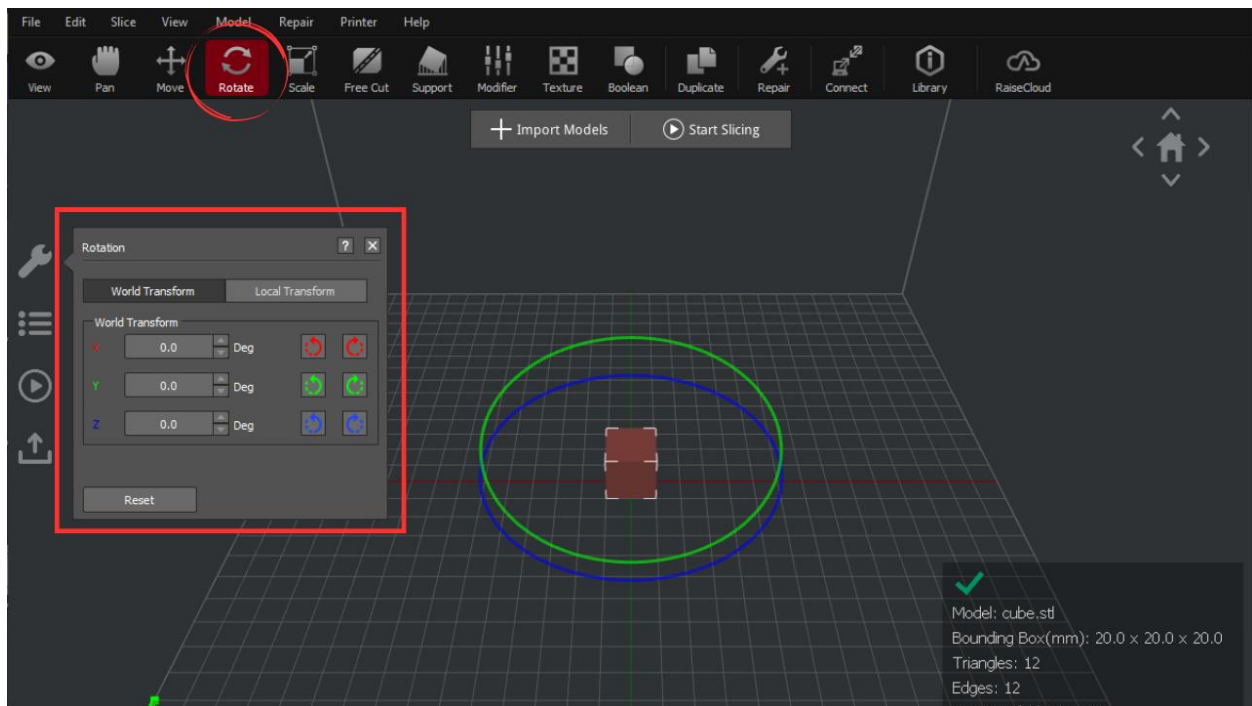 File Edit Slice View Model Repair Printer Help
View Pan Move Rotate Scale Free Cut Support Modifier Texture Boolean Duplicate Repair Connect Library RaiseCloud
Import Models Start Slicing
Rotation ?
World Transform Local Transform
World Transform
X 0.0 Deg
Y 0.0 Deg
Z 0.0 Deg
Reset
Model: cube.stl
Bounding Box(mm): 20.0 x 20.0 x 20.0
Triangles: 12
Edges: 12